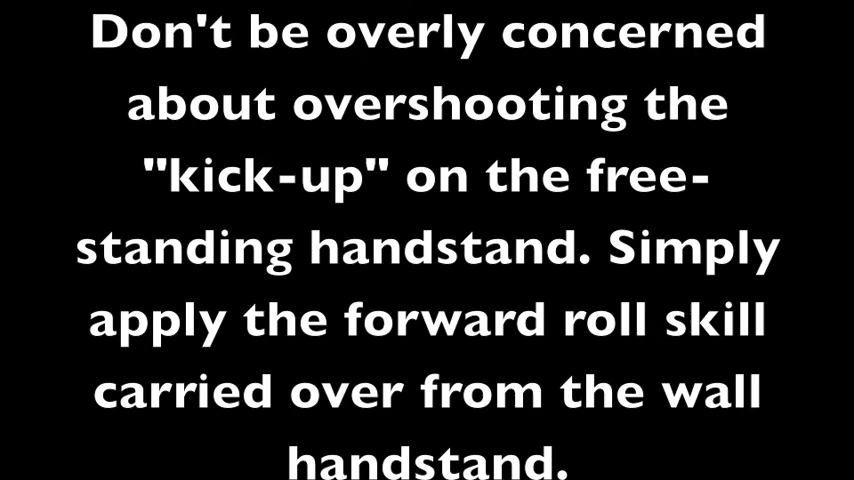 Don't be overly concerned
about overshooting the
"kick-up" on the free-
standing handstand. Simply
apply the forward roll skill
carried over from the wall
handstand.